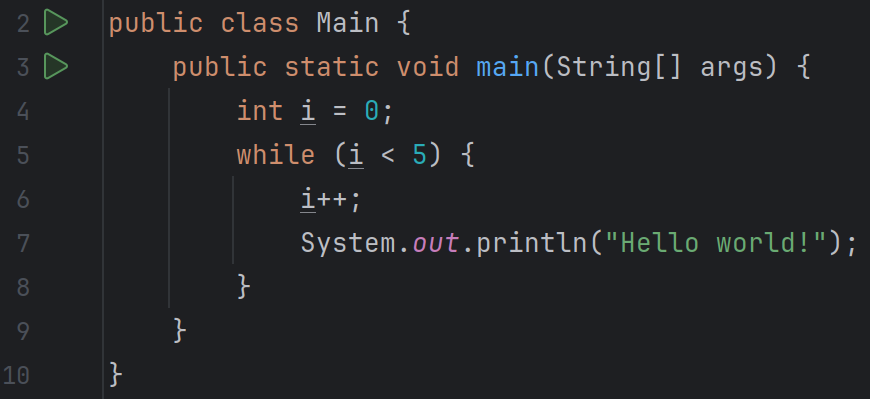 2 public class Main {
3 public static void main(String[] args) {
4 int i = 0;
5 while (i < 5) {
6 i++;
7 System.out.println("Hello world!");
8 }
9 }
10 }